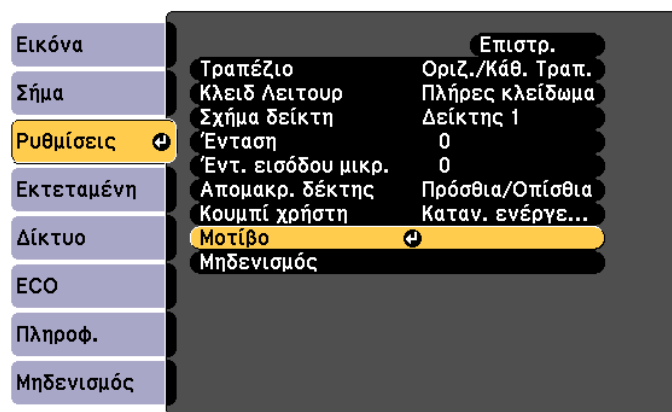 Εικόνα
Σήμα
Ρυθμίσεις
Εκτεταμένη
Δίκτυο
ECO
Πληροφ.
Μηδενισμός
Επιστρ.
Τραπέζιο Οριζ./Κάθ. Τραπ.
Κλειδ Λειτουρ Πλήρες κλείδωμα
Σχήμα δείκτη Δείκτης 1
Ένταση 0
Έντ. εισόδου μικρ. 0
Απομακρ. δέκτης Πρόσθια/Οπίσθια
Κουμπί χρήστη Καταν. ενέργε...
Μοτίβο
Μηδενισμός